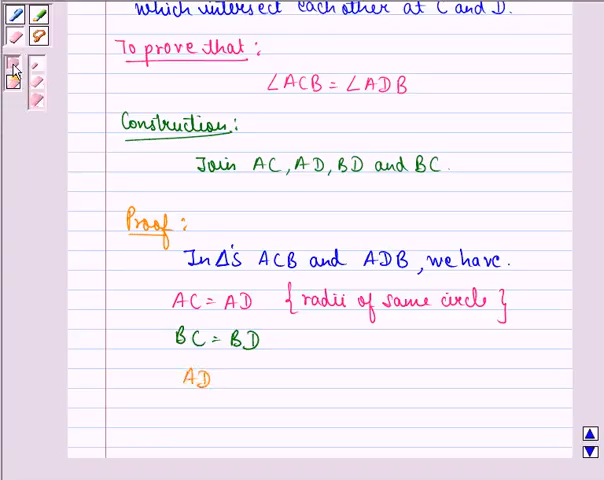 which intersect each other at C and D.
To prove that :
∠ACB = ∠ADB
Construction :
Join AC, AD, BD and BC.
Proof :
In Δ's ACB and ADB, we have.
AC = AD {radii of same circle}
BC = BD
AD